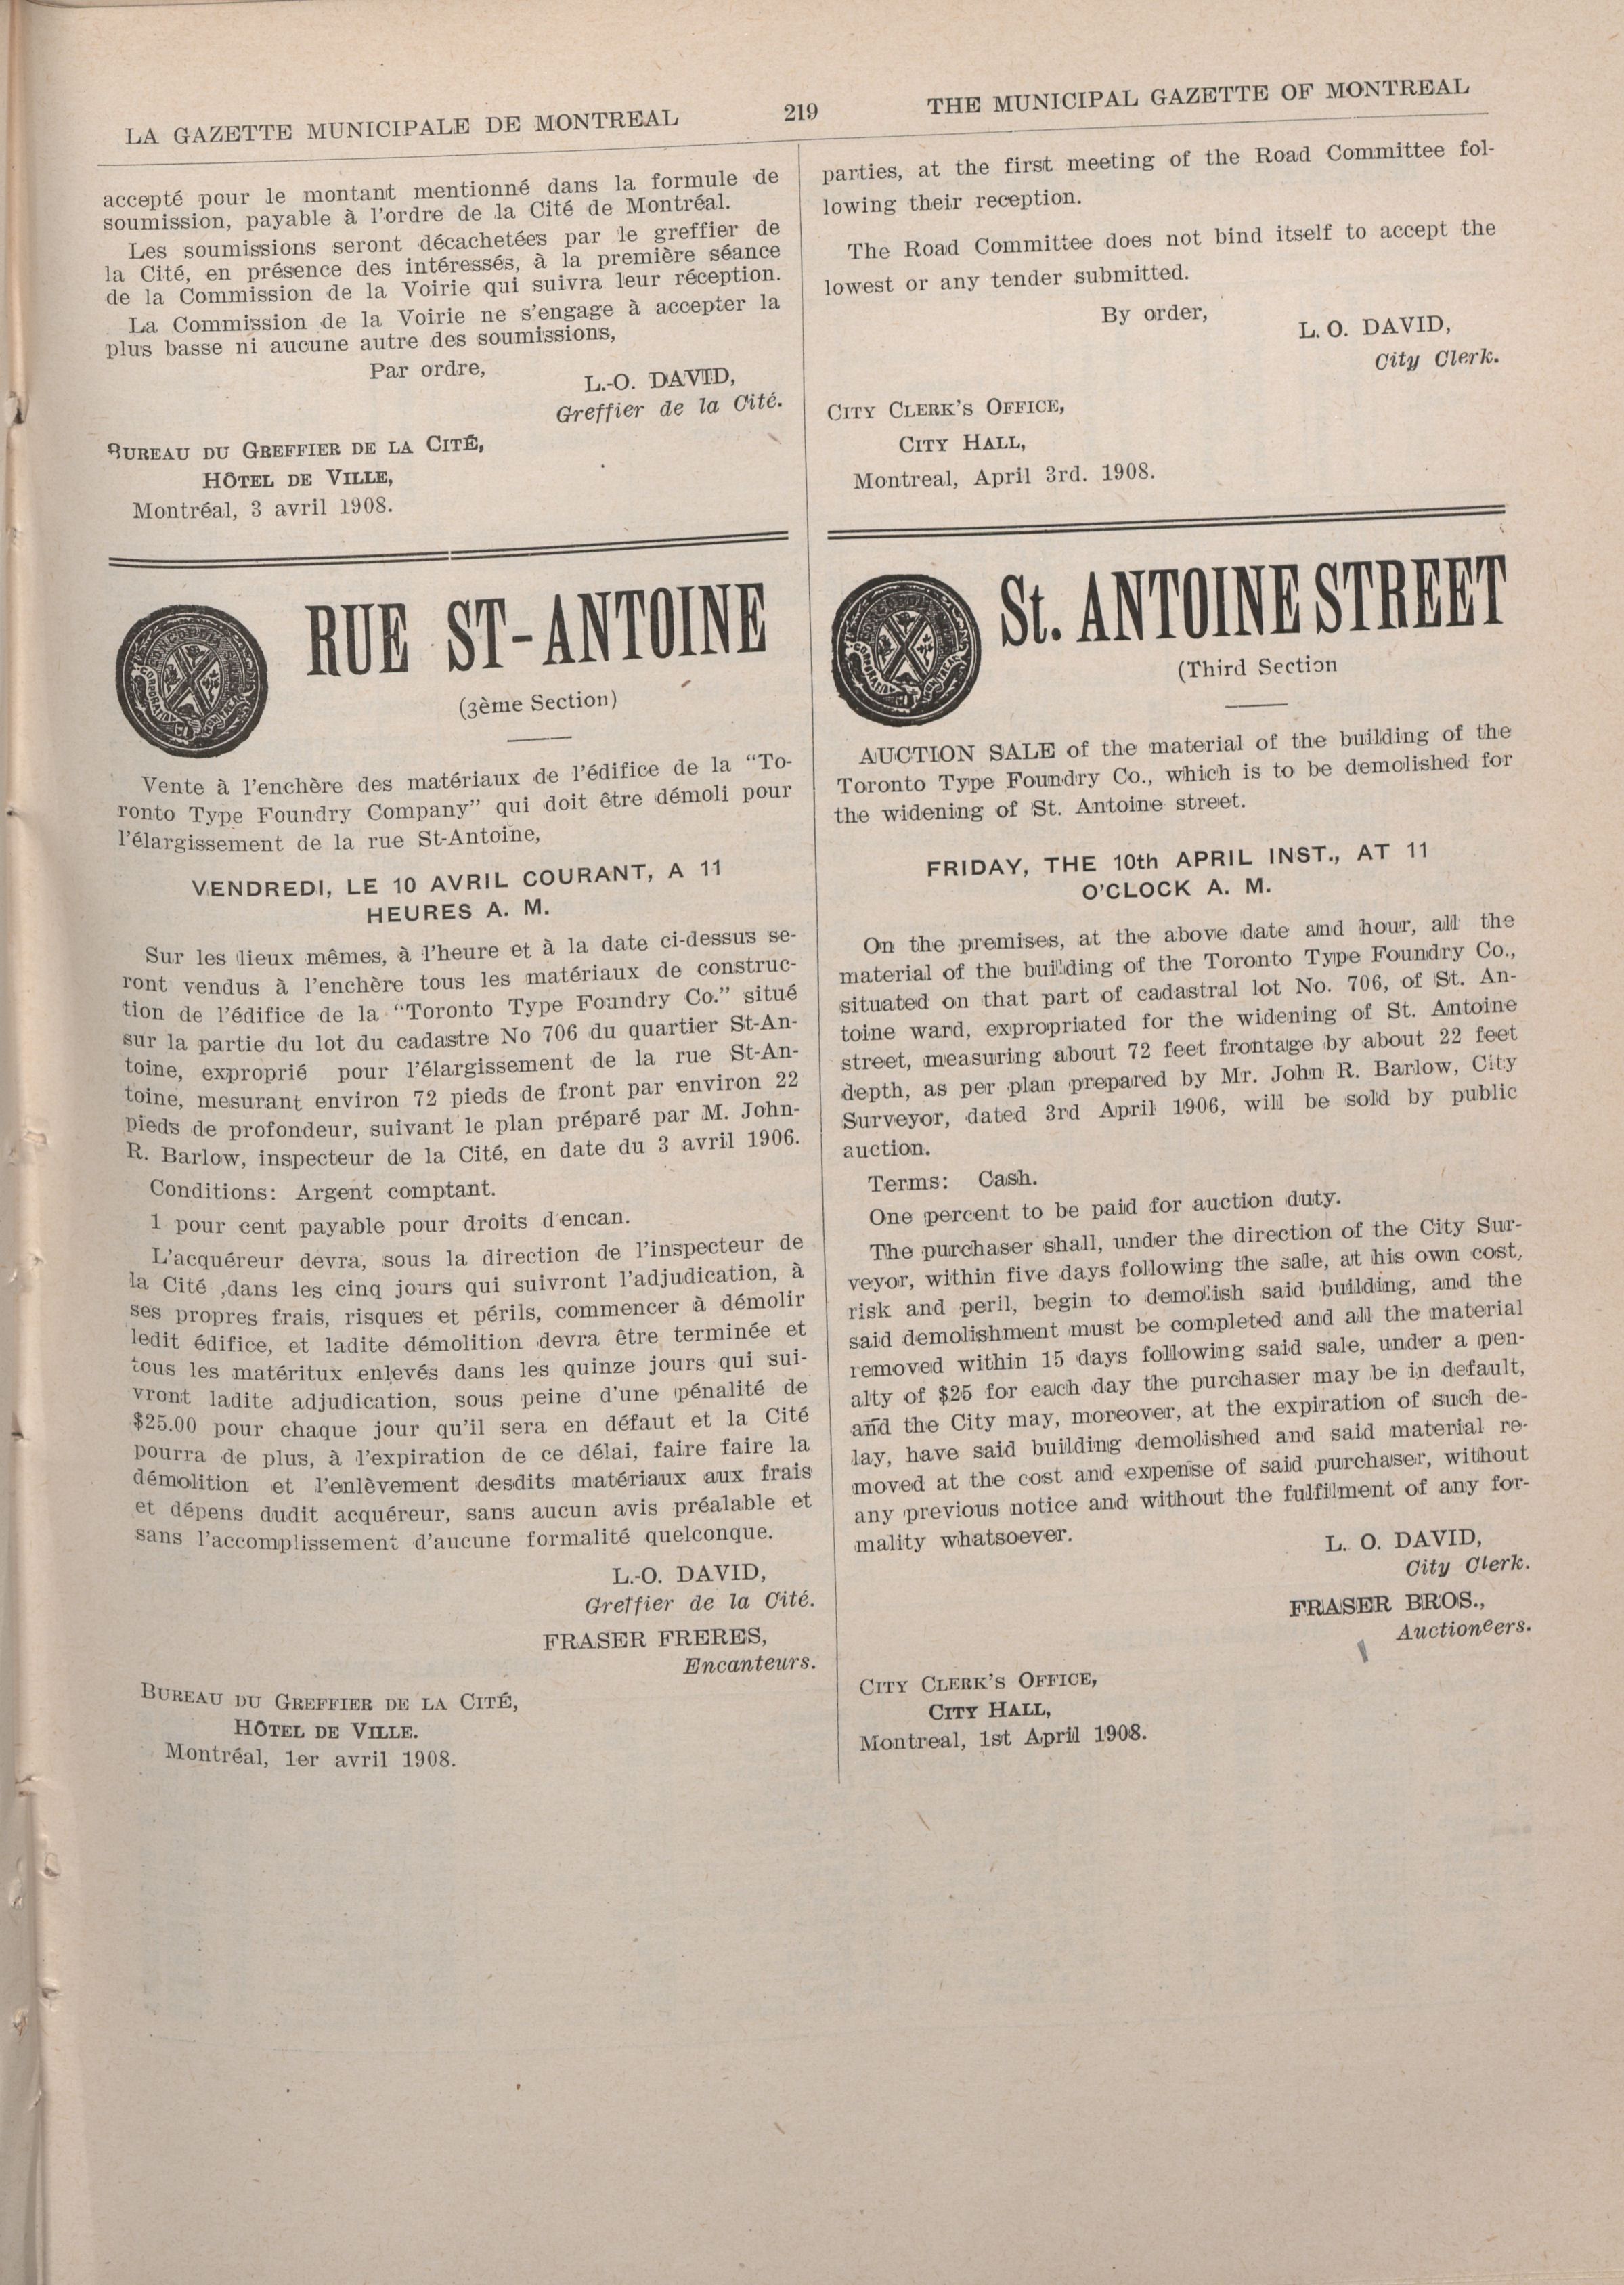 LA GAZETTE MUNICIPALE DE MONTREAL
219
THE MUNICIPAL GAZETTE OF MONTREAL
accepté pour le montant mentionné dans la formule de
soumission, payable à l'ordre de la Cité de Montréal.
Les soumissions seront décachetées par le greffier de
la Cité, en présence des intéressés, à la première séance
de la Commission de la Voirie qui suivra leur réception.
La Commission de la Voirie ne s'engage à accepter la
plus basse ni aucune autre des soumissions,
Par ordre,
L.-O. DAVID,
Greffier de la Cité.
BUREAU DU GREFFIER DE LA CITÉ,
HÔTEL DE VILLE,
Montréal, 3 avril 1908.
RUE ST-ANTOINE
(3ème Section)
Vente à l'enchère des matériaux de l'édifice de la "To-
ronto Type Foundry Company" qui doit être démoli pour
l'élargissement de la rue St-Antoine,
VENDREDI, LE 10 AVRIL COURANT, A 11
HEURES A. M.
Sur les lieux mêmes, à l'heure et à la date ci-dessus se-
ront vendus à l'enchère tous les matériaux de construc-
tion de l'édifice de la "Toronto Type Foundry Co." situé
sur la partie du lot du cadastre No 706 du quartier St-An-
toine, exproprié pour l'élargissement de la rue St-An-
toine, mesurant environ 72 pieds de front par environ 22
pieds de profondeur, suivant le plan préparé par M. John-
R. Barlow, inspecteur de la Cité, en date du 3 avril 1906.
Conditions: Argent comptant.
1 pour cent payable pour droits d'encan.
L'acquéreur devra, sous la direction de l'inspecteur de
la Cité ,dans les cinq jours qui suivront l'adjudication, à
ses propres frais, risques et périls, commencer à démolir
ledit édifice, et ladite démolition devra être terminée et
tous les matéritux enlevés dans les quinze jours qui sui-
vront ladite adjudication, sous peine d'une pénalité de
$25.00 pour chaque jour qu'il sera en défaut et la Cité
pourra de plus, à l'expiration de ce délai, faire faire la
démolition et l'enlèvement desdits matériaux aux frais
et dépens dudit acquéreur, sans aucun avis préalable et
sans l'accomplissement d'aucune formalité quelconque.
L.-O. DAVID,
Greffier de la Cité.
FRASER FRERES,
Encanteurs.
BUREAU DU GREFFIER DE LA CITÉ,
HÔTEL DE VILLE.
Montréal, 1er avril 1908.
parties, at the first meeting of the Road Committee fol-
lowing their reception.
The Road Committee does not bind itself to accept the
lowest or any tender submitted.
By order,
L. O. DAVID,
City Clerk.
CITY CLERK'S OFFICE,
CITY HALL,
Montreal, April 3rd. 1908.
St. ANTOINE STREET
(Third Section
AUCTION SALE of the material of the building of the
Toronto Type Foundry Co., which is to be demolished for
the widening of St. Antoine street.
FRIDAY, THE 10th APRIL INST., AT 11
O'CLOCK A. M.
On the premises, at the above date and hour, all the
material of the building of the Toronto Type Foundry Co.,
situated on that part of cadastral lot No. 706, of St. An-
toine ward, expropriated for the widening of St. Antoine
street, measuring about 72 feet frontage by about 22 feet
depth, as per plan prepared by Mr. John R. Barlow, City
Surveyor, dated 3rd April 1906, will be sold by public
auction.
Terms: Cash.
One percent to be paid for auction duty.
The purchaser shall, under the direction of the City Sur-
veyor, within five days following the sale, at his own cost,
risk and peril, begin to demolish said building, and the
said demolishment must be completed and all the material
removed within 15 days following said sale, under a pen-
alty of $25 for each day the purchaser may be in default,
and the City may, moreover, at the expiration of such de-
lay, have said building demolished and said material re-
moved at the cost and expense of said purchaser, without
any previous notice and without the fulfilment of any for-
mality whatsoever.
L. O. DAVID,
City Clerk.
FRASER BROS.,
Auctioneers.
CITY CLERK'S OFFICE,
CITY HALL,
Montreal, 1st April 1908.